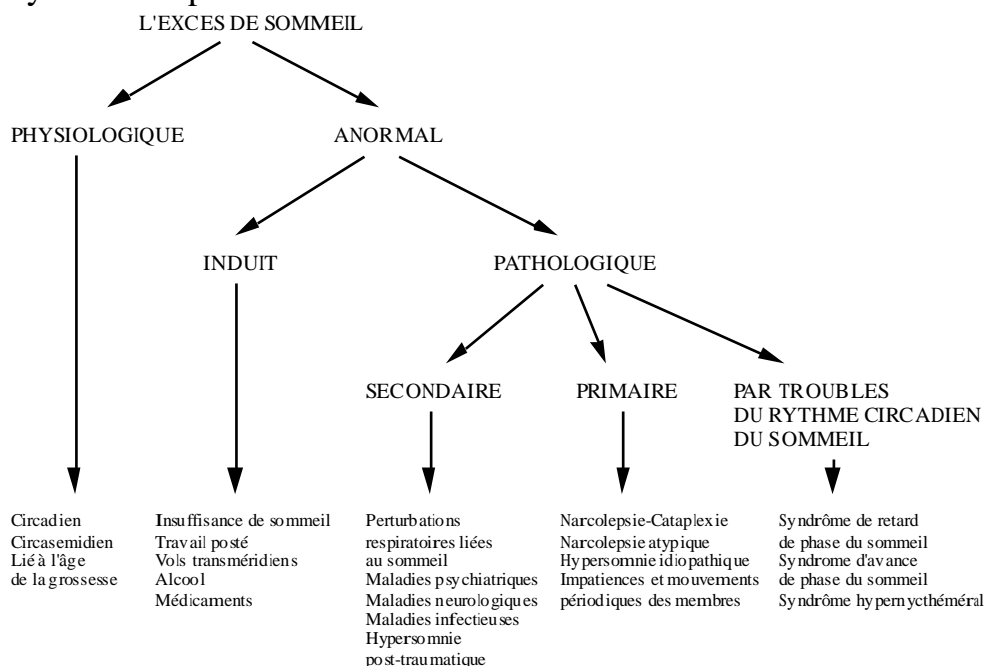 L'EXCES DE SOMMEIL
PHYSIOLOGIQUE
ANORMAL
INDUIT
PATHOLOGIQUE
SECONDAIRE
PRIMAIRE
PAR TROUBLES
DU RYTHME CIRCADIEN
DU SOMMEIL
Circadien
Circasemidien
Lié à l'âge
de la grossesse
Insuffisance de sommeil
Travail posté
Vols transméridiens
Alcool
Médicaments
Perturbations
respiratoires liées
au sommeil
Maladies psychiatriques
Maladies neurologiques
Maladies infectieuses
Hypersomnie
post-traumatique
Narcolepsie-Cataplexie
Narcolepsie atypique
Hypersomnie idiopathique
Impatiences et mouvements
périodiques des membres
Syndrôme de retard
de phase du sommeil
Syndrome d'avance
de phase du sommeil
Syndrôme hypernycthéméral